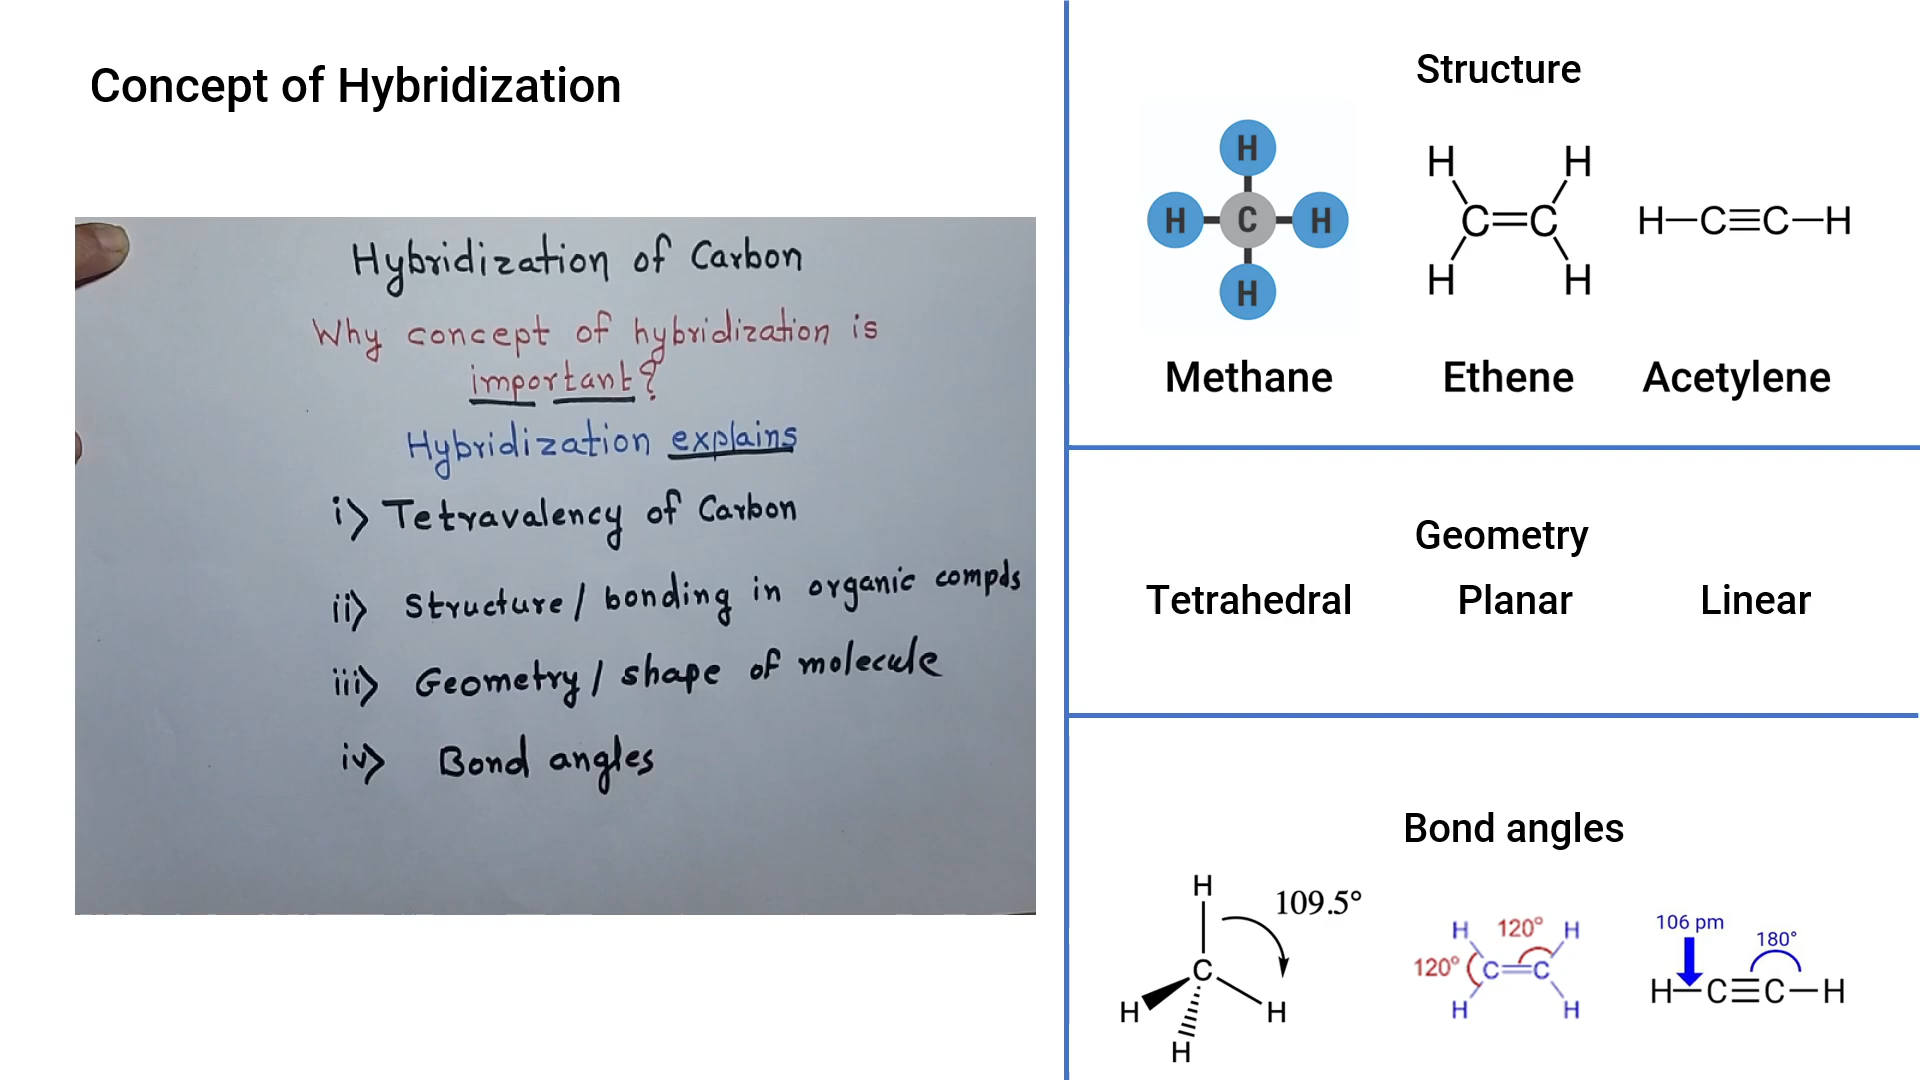 Concept of Hybridization
Hybridization of Carbon
Why concept of hybridization is
important?
Hybridization explains
i> Tetravalency of Carbon
ii> Structure / bonding in organic compds
iii> Geometry / shape of molecule
iv> Bond angles
Structure
H
H C H
H
H H
C=C
H H
H—C≡C—H
Methane Ethene Acetylene
Geometry
Tetrahedral Planar Linear
Bond angles
H
109.5°
C
H H
H
H 120° H
120° C=C
H H
106 pm
180°
H—C≡C—H